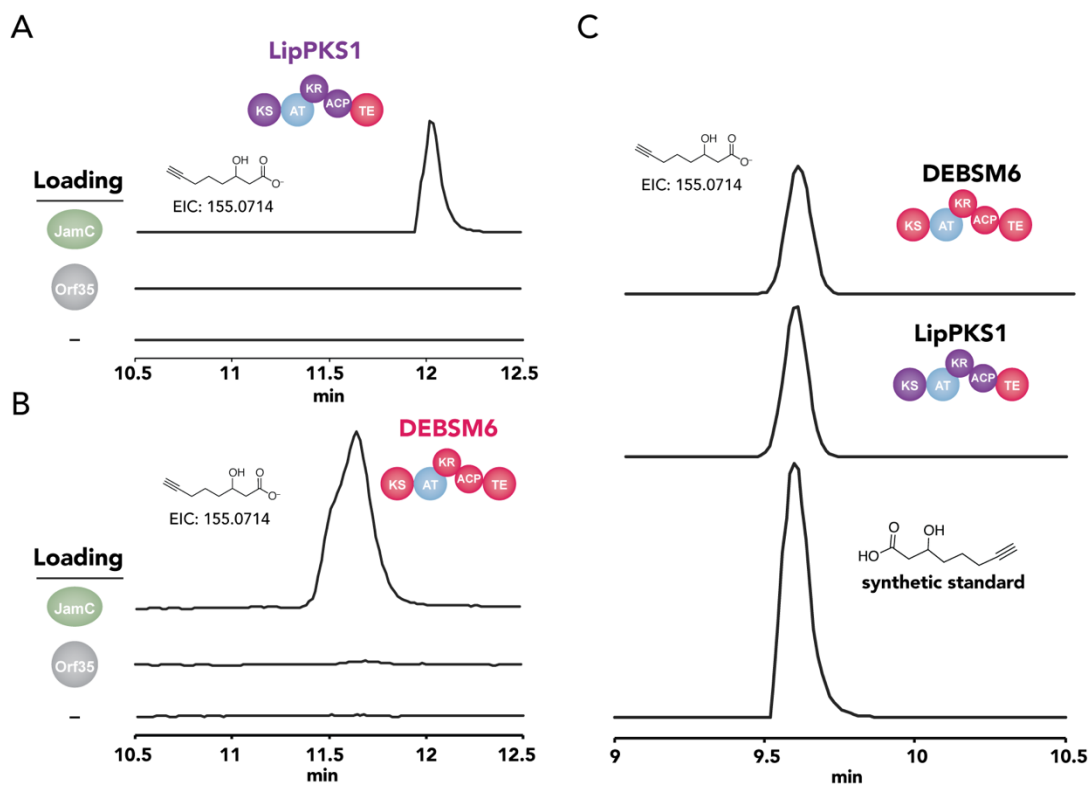 A
LipPKS1
KS AT KR ACP TE
OH O
O-
EIC: 155.0714
Loading
JamC
Orf35
–
10.5 11 11.5 12 12.5
min
B
DEBSM6
KS AT KR ACP TE
OH O
O-
EIC: 155.0714
Loading
JamC
Orf35
–
10.5 11 11.5 12 12.5
min
C
OH O
O-
EIC: 155.0714
DEBSM6
KS AT KR ACP TE
LipPKS1
KS AT KR ACP TE
O OH
HO
synthetic standard
9 9.5 10 10.5
min